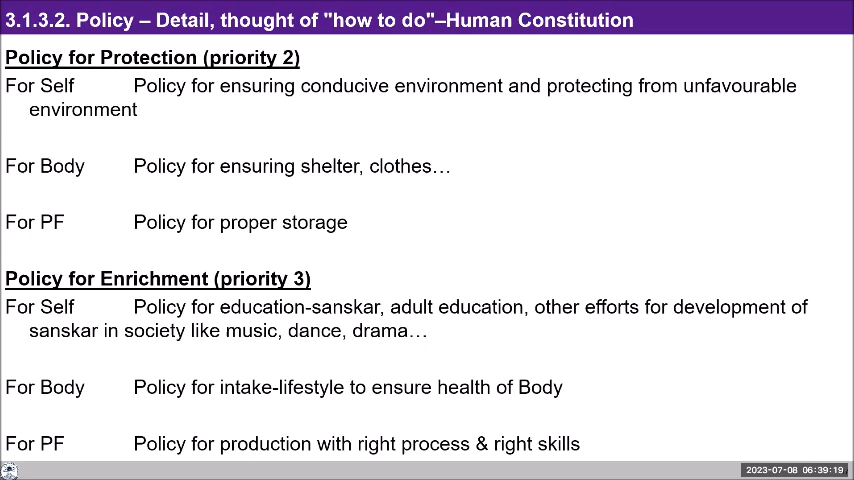 3.1.3.2. Policy – Detail, thought of "how to do"–Human Constitution
Policy for Protection (priority 2)
For Self Policy for ensuring conducive environment and protecting from unfavourable
environment
For Body Policy for ensuring shelter, clothes…
For PF Policy for proper storage
Policy for Enrichment (priority 3)
For Self Policy for education-sanskar, adult education, other efforts for development of
sanskar in society like music, dance, drama…
For Body Policy for intake-lifestyle to ensure health of Body
For PF Policy for production with right process & right skills
2023-07-08 06:39:19